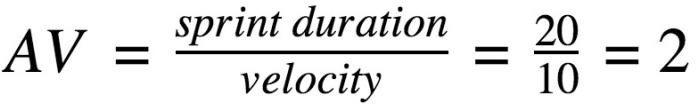 AV = sprint duration / velocity = 20 / 10 = 2